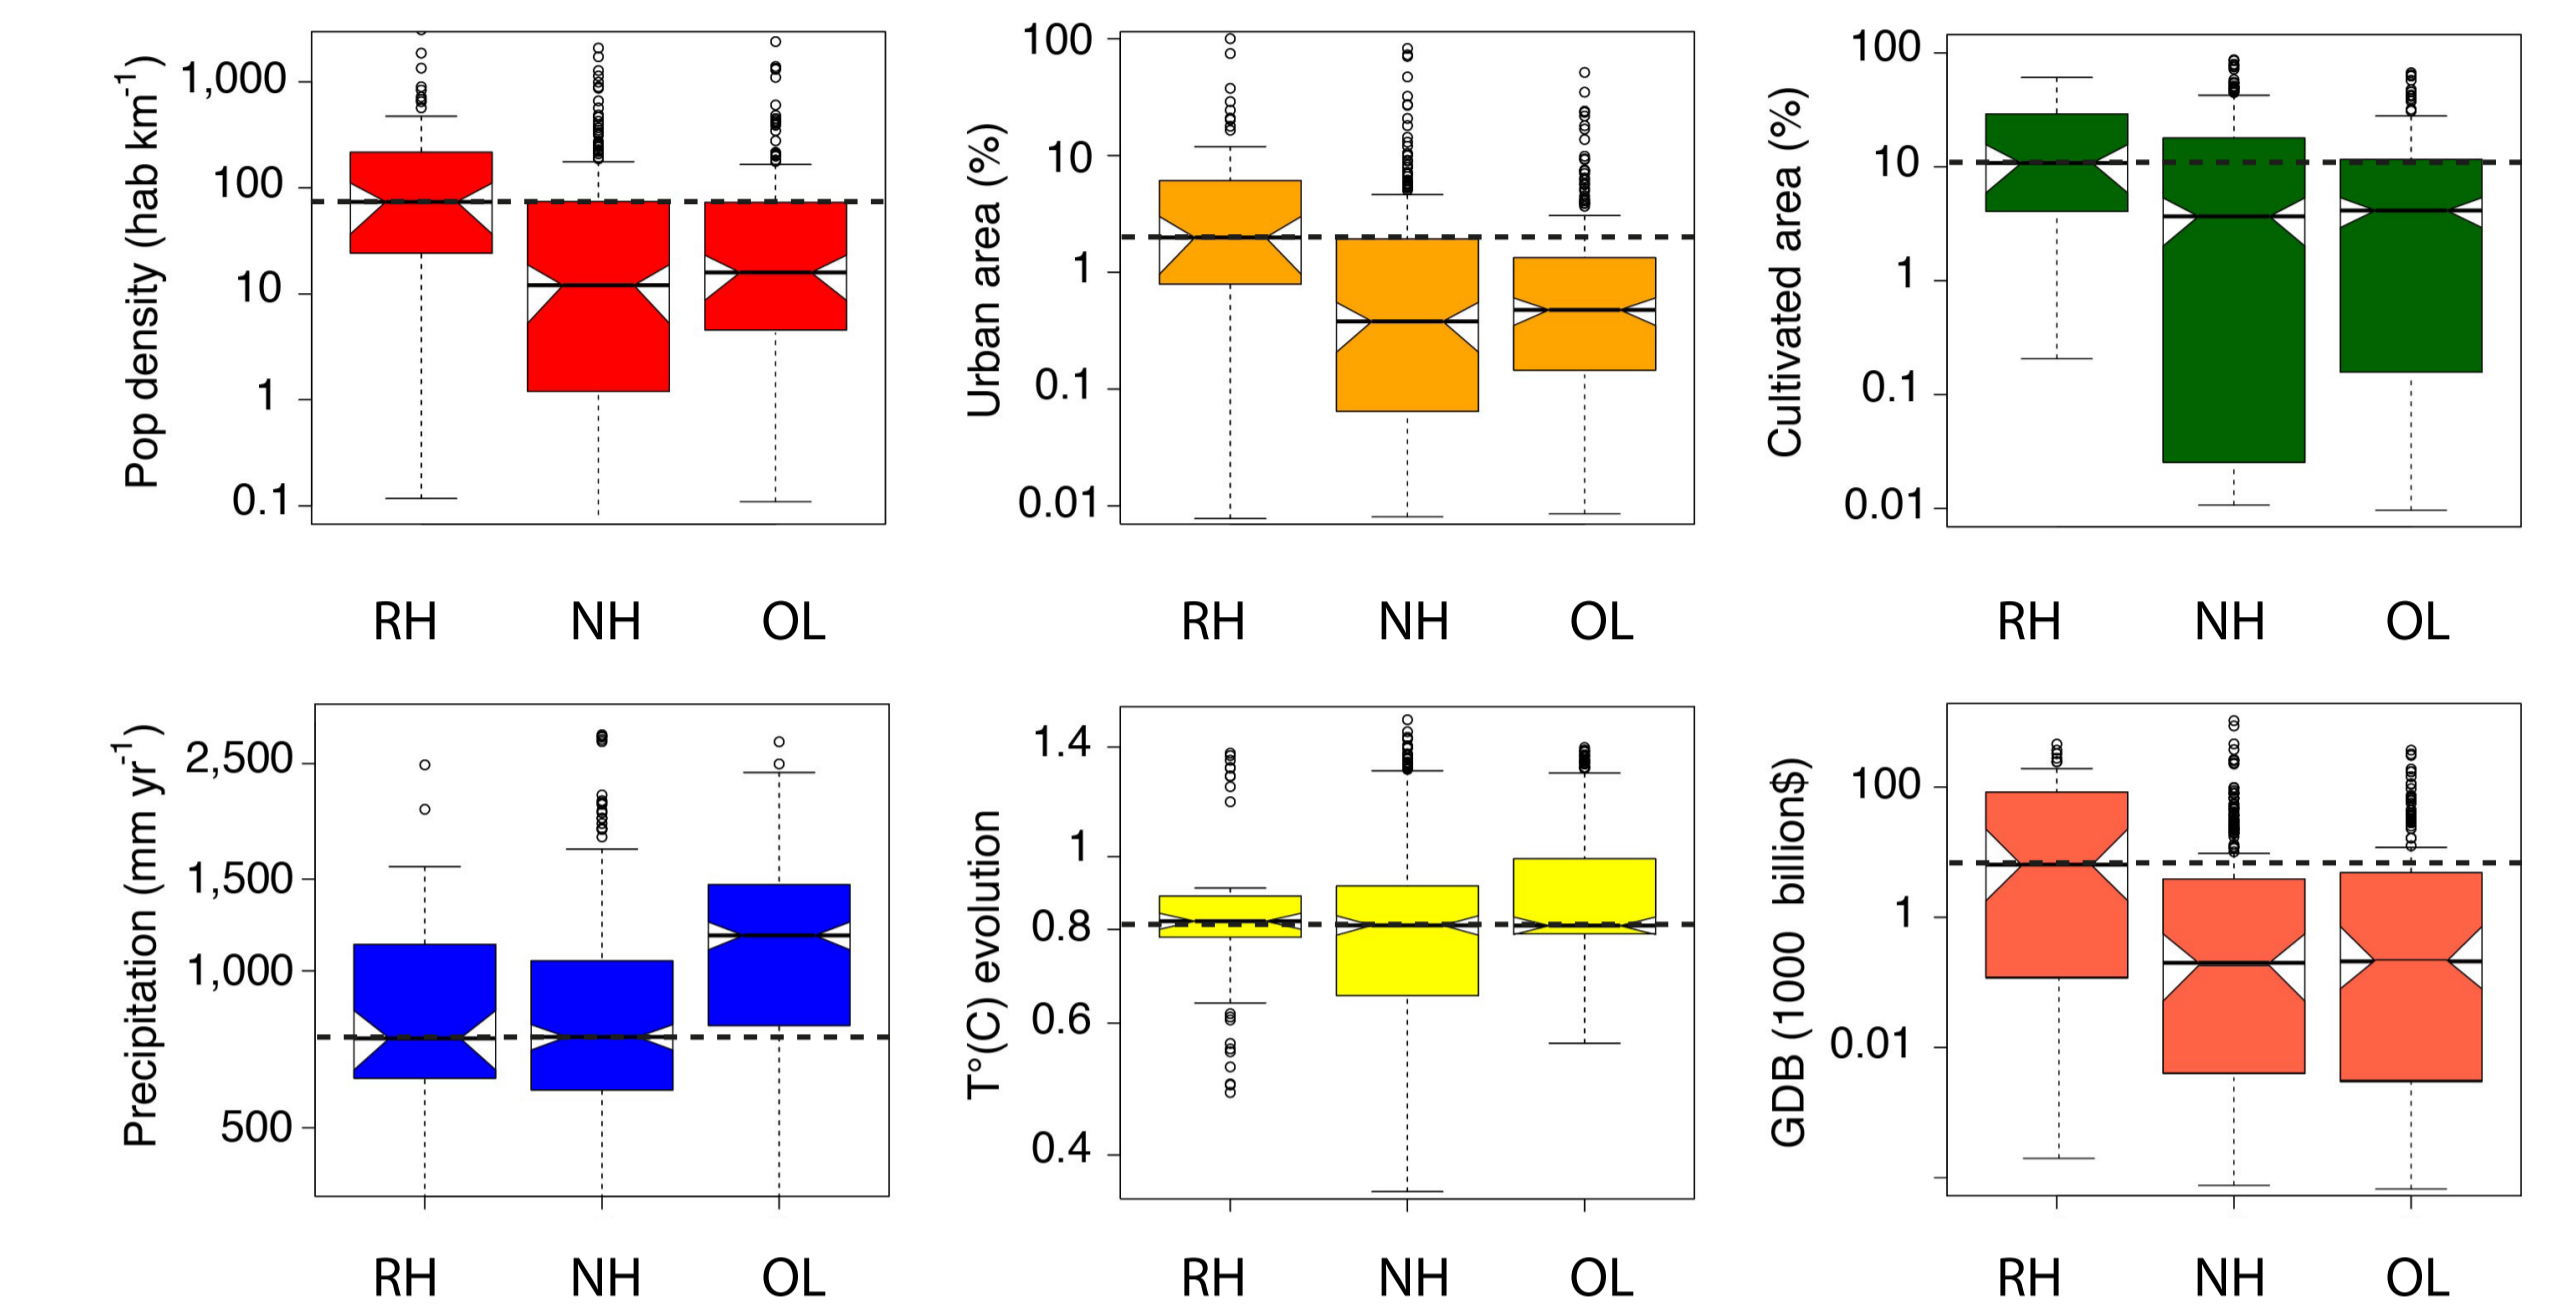 Pop density (hab km-1)
1,000
100
10
1
0.1
RH NH OL
Urban area (%)
100
10
1
0.1
0.01
RH NH OL
Cultivated area (%)
100
10
1
0.1
0.01
RH NH OL
Precipitation (mm yr-1)
2,500
1,500
1,000
500
RH NH OL
T°(C) evolution
1.4
1
0.8
0.6
0.4
RH NH OL
GDB (1000 billion$)
100
1
0.01
RH NH OL